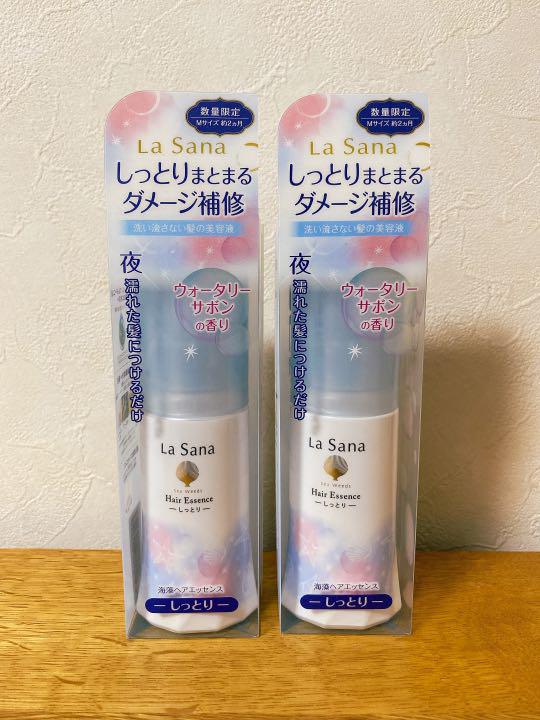 数量限定
Mサイズ 約2ヵ月
La Sana
しっとりまとまる
ダメージ補修
洗い流さない髪の美容液
夜
濡れた髪につけるだけ
ウォータリー
サボン
の香り
La Sana
Sea Weeds
Hair Essence
ーしっとりー
海藻ヘアエッセンス
ーしっとりー
数量限定
Mサイズ 約2ヵ月
La Sana
しっとりまとまる
ダメージ補修
洗い流さない髪の美容液
夜
濡れた髪につけるだけ
ウォータリー
サボン
の香り
La Sana
Sea Weeds
Hair Essence
ーしっとりー
海藻ヘアエッセンス
ーしっとりー